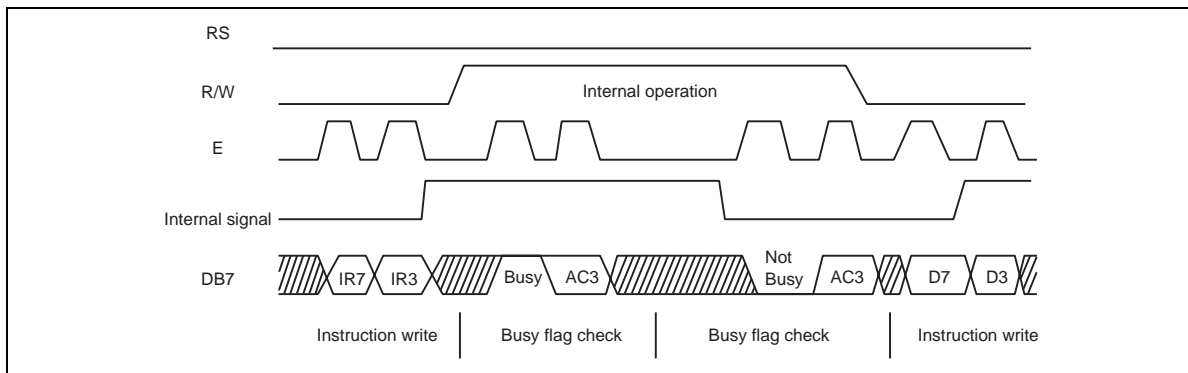 RS
R/W
Internal operation
E
Internal signal
DB7
IR7
IR3
Busy
AC3
Not
Busy
AC3
D7
D3
Instruction write
Busy flag check
Busy flag check
Instruction write